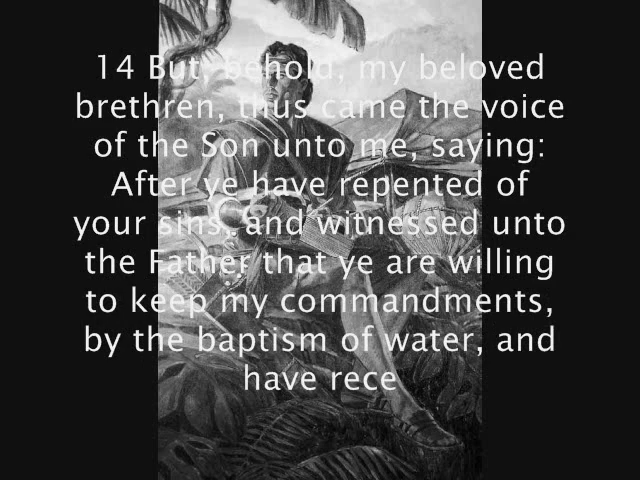 14 But, behold, my beloved
brethren, thus came the voice
of the Son unto me, saying:
After ye have repented of
your sins, and witnessed unto
the Father that ye are willing
to keep my commandments,
by the baptism of water, and
have rece